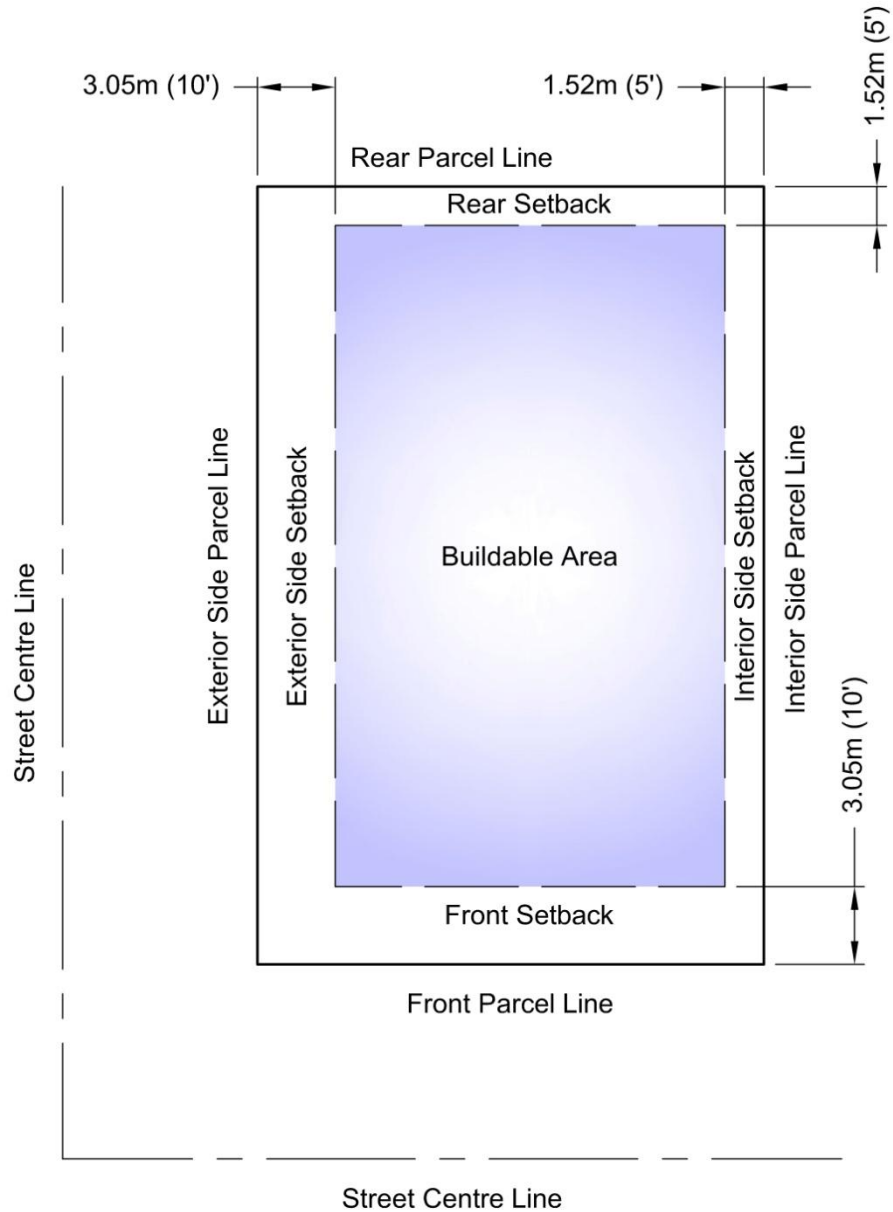 3.05m (10')
1.52m (5')
1.52m (5')
Rear Parcel Line
Rear Setback
Street Centre Line
Exterior Side Parcel Line
Exterior Side Setback
Buildable Area
Interior Side Setback
Interior Side Parcel Line
3.05m (10')
Front Setback
Front Parcel Line
Street Centre Line